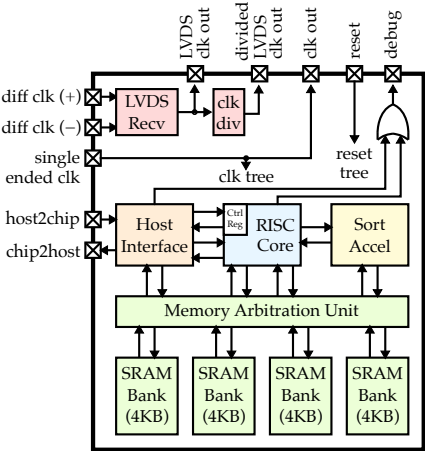 LVDS
clk out
divided
LVDS
clk out
clk out
reset
debug
diff clk (+)
diff clk (−)
LVDS
Recv
clk
div
single
ended clk
clk tree
reset
tree
host2chip
chip2host
Host
Interface
Ctrl
Reg
RISC
Core
Sort
Accel
Memory Arbitration Unit
SRAM
Bank
(4KB)
SRAM
Bank
(4KB)
SRAM
Bank
(4KB)
SRAM
Bank
(4KB)